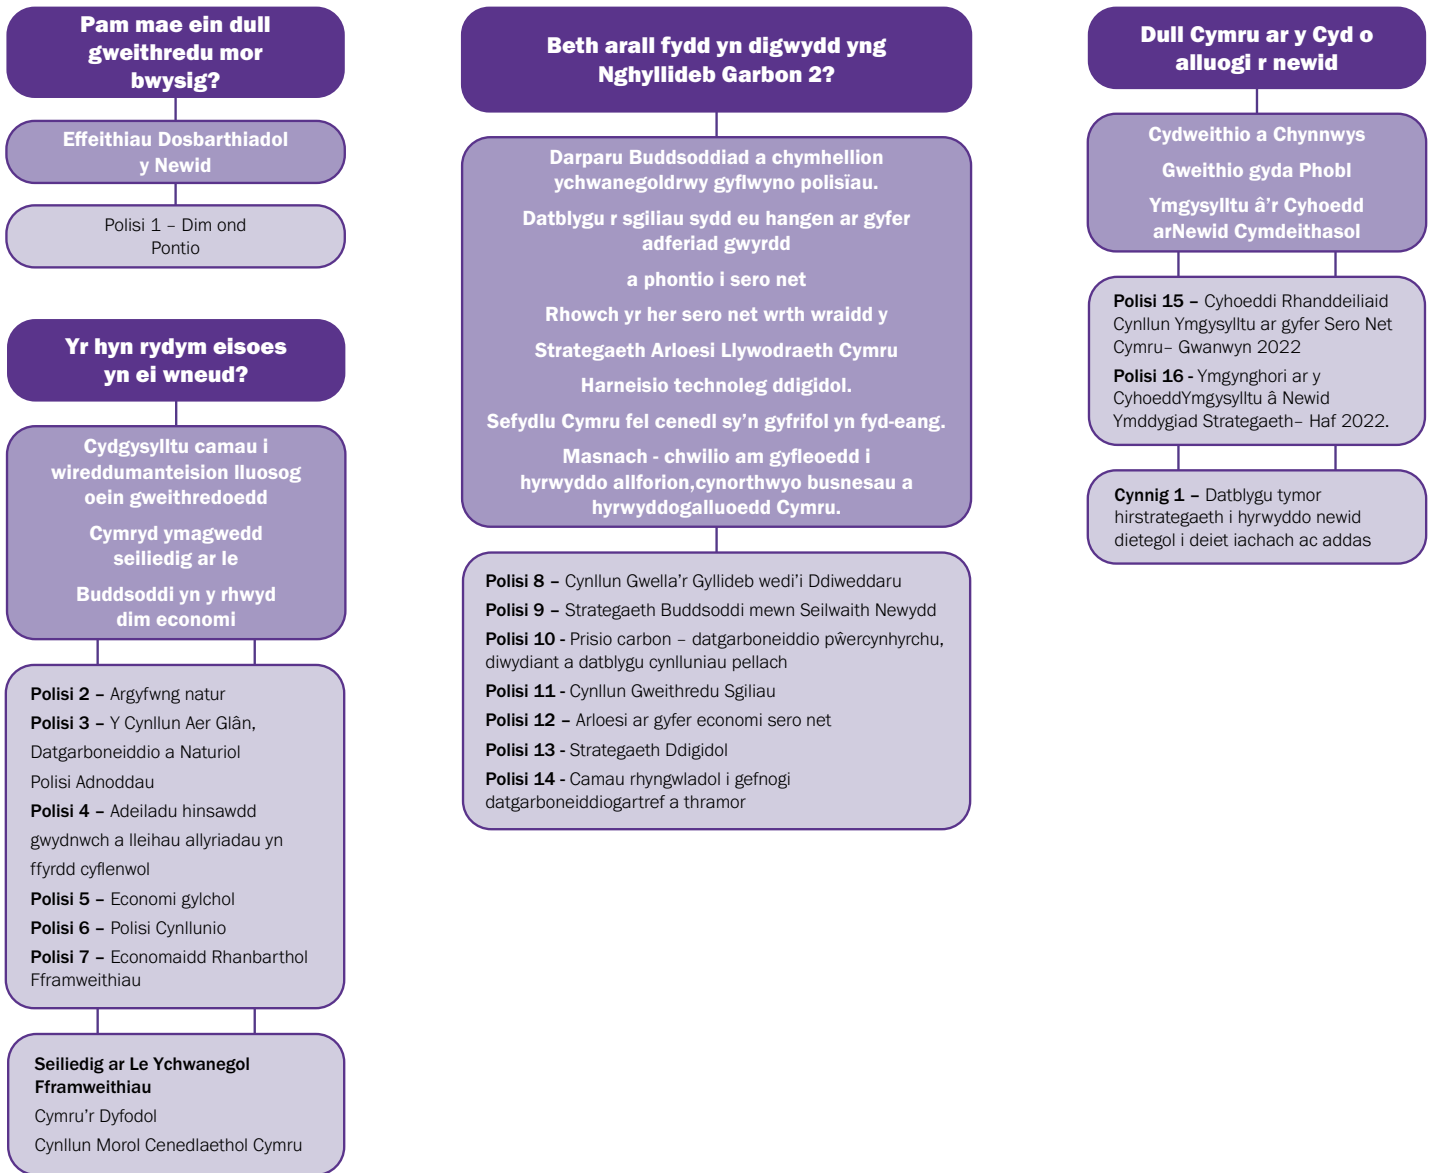 Pam mae ein dull
gweithredu mor
bwysig?
Effeithiau Dosbarthiadol
y Newid
Polisi 1 – Dim ond
Pontio
Yr hyn rydym eisoes
yn ei wneud?
Cydgysylltu camau i
wireddumanteision lluosog
oein gweithredoedd
Cymryd ymagwedd
seiliedig ar le
Buddsoddi yn y rhwyd
dim economi
Polisi 2 – Argyfwng natur
Polisi 3 – Y Cynllun Aer Glân,
Datgarboneiddio a Naturiol
Polisi Adnoddau
Polisi 4 – Adeiladu hinsawdd
gwydnwch a lleihau allyriadau yn
ffyrdd cyflenwol
Polisi 5 – Economi gylchol
Polisi 6 – Polisi Cynllunio
Polisi 7 – Economaidd Rhanbarthol
Fframweithiau
Seiliedig ar Le Ychwanegol
Fframweithiau
Cymru'r Dyfodol
Cynllun Morol Cenedlaethol Cymru
Beth arall fydd yn digwydd yng
Nghyllideb Garbon 2?
Darparu Buddsoddiad a chymhellion
ychwanegoldrwy gyflwyno polisïau.
Datblygu r sgiliau sydd eu hangen ar gyfer
adferiad gwyrdd
a phontio i sero net
Rhowch yr her sero net wrth wraidd y
Strategaeth Arloesi Llywodraeth Cymru
Harneisio technoleg ddigidol.
Sefydlu Cymru fel cenedl sy'n gyfrifol yn fyd-eang.
Masnach - chwilio am gyfleoedd i
hyrwyddo allforion,cynorthwyo busnesau a
hyrwyddogalluoedd Cymru.
Polisi 8 – Cynllun Gwella'r Gyllideb wedi'i Ddiweddaru
Polisi 9 – Strategaeth Buddsoddi mewn Seilwaith Newydd
Polisi 10 - Prisio carbon – datgarboneiddio pŵercynhyrchu,
diwydiant a datblygu cynlluniau pellach
Polisi 11 - Cynllun Gweithredu Sgiliau
Polisi 12 – Arloesi ar gyfer economi sero net
Polisi 13 - Strategaeth Ddigidol
Polisi 14 - Camau rhyngwladol i gefnogi
datgarboneiddiogartref a thramor
Dull Cymru ar y Cyd o
alluogi r newid
Cydweithio a Chynnwys
Gweithio gyda Phobl
Ymgysylltu â'r Cyhoedd
arNewid Cymdeithasol
Polisi 15 – Cyhoeddi Rhanddeiliaid
Cynllun Ymgysylltu ar gyfer Sero Net
Cymru– Gwanwyn 2022
Polisi 16 - Ymgynghori ar y
CyhoeddYmgysylltu â Newid
Ymddygiad Strategaeth– Haf 2022.
Cynnig 1 – Datblygu tymor
hirstrategaeth i hyrwyddo newid
dietegol i deiet iachach ac addas